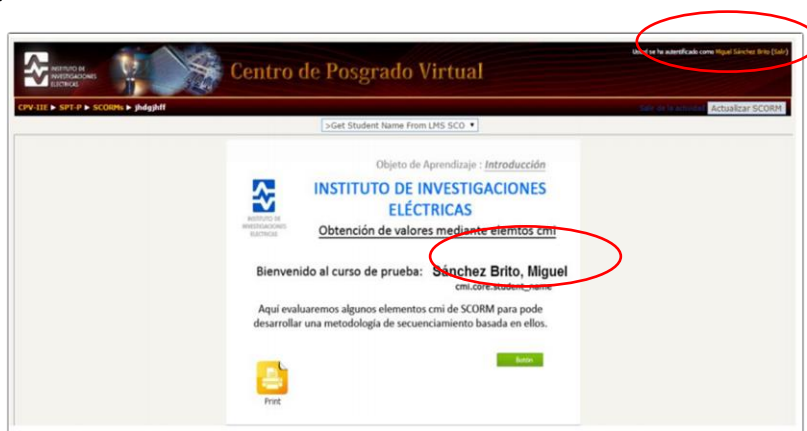 Usted se ha autentificado como Miguel Sánchez Brito (Salir)
INSTITUTO DE
INVESTIGACIONES
ELÉCTRICAS
Centro de Posgrado Virtual
CPV-IIE ► SPT-P ► SCORMs ► jhdgjhff
Salir de la actividad Actualizar SCORM
>Get Student Name From LMS SCO
Objeto de Aprendizaje : Introducción
INSTITUTO DE INVESTIGACIONES
ELÉCTRICAS
INSTITUTO DE
INVESTIGACIONES
ELÉCTRICAS
Obtención de valores mediante elemtos cmi
Bienvenido al curso de prueba: Sánchez Brito, Miguel
cmi.core.student_name
Aquí evaluaremos algunos elementos cmi de SCORM para pode
desarrollar una metodología de secuenciamiento basada en ellos.
Botón
Print